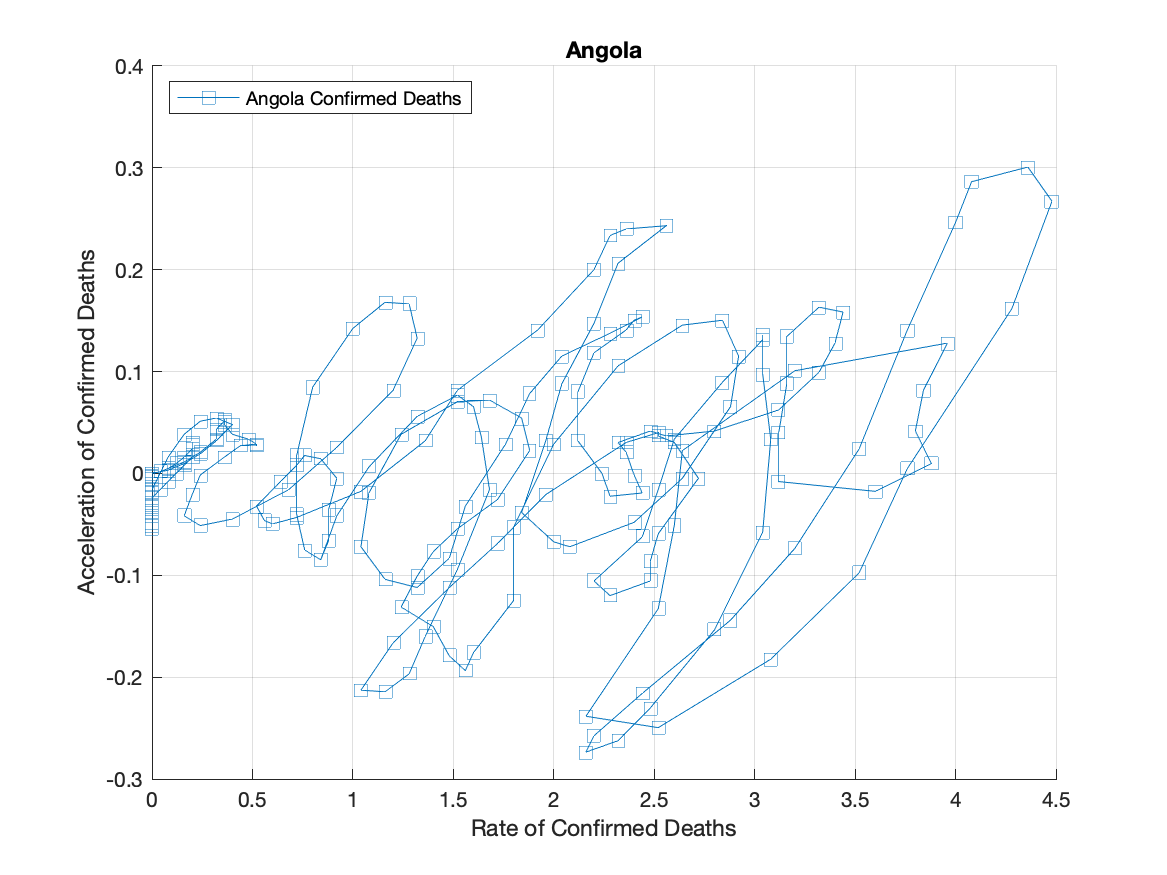 Angola
Angola Confirmed Deaths
0.4
0.3
0.2
0.1
0
-0.1
-0.2
-0.3
Acceleration of Confirmed Deaths
0 0.5 1 1.5 2 2.5 3 3.5 4 4.5
Rate of Confirmed Deaths